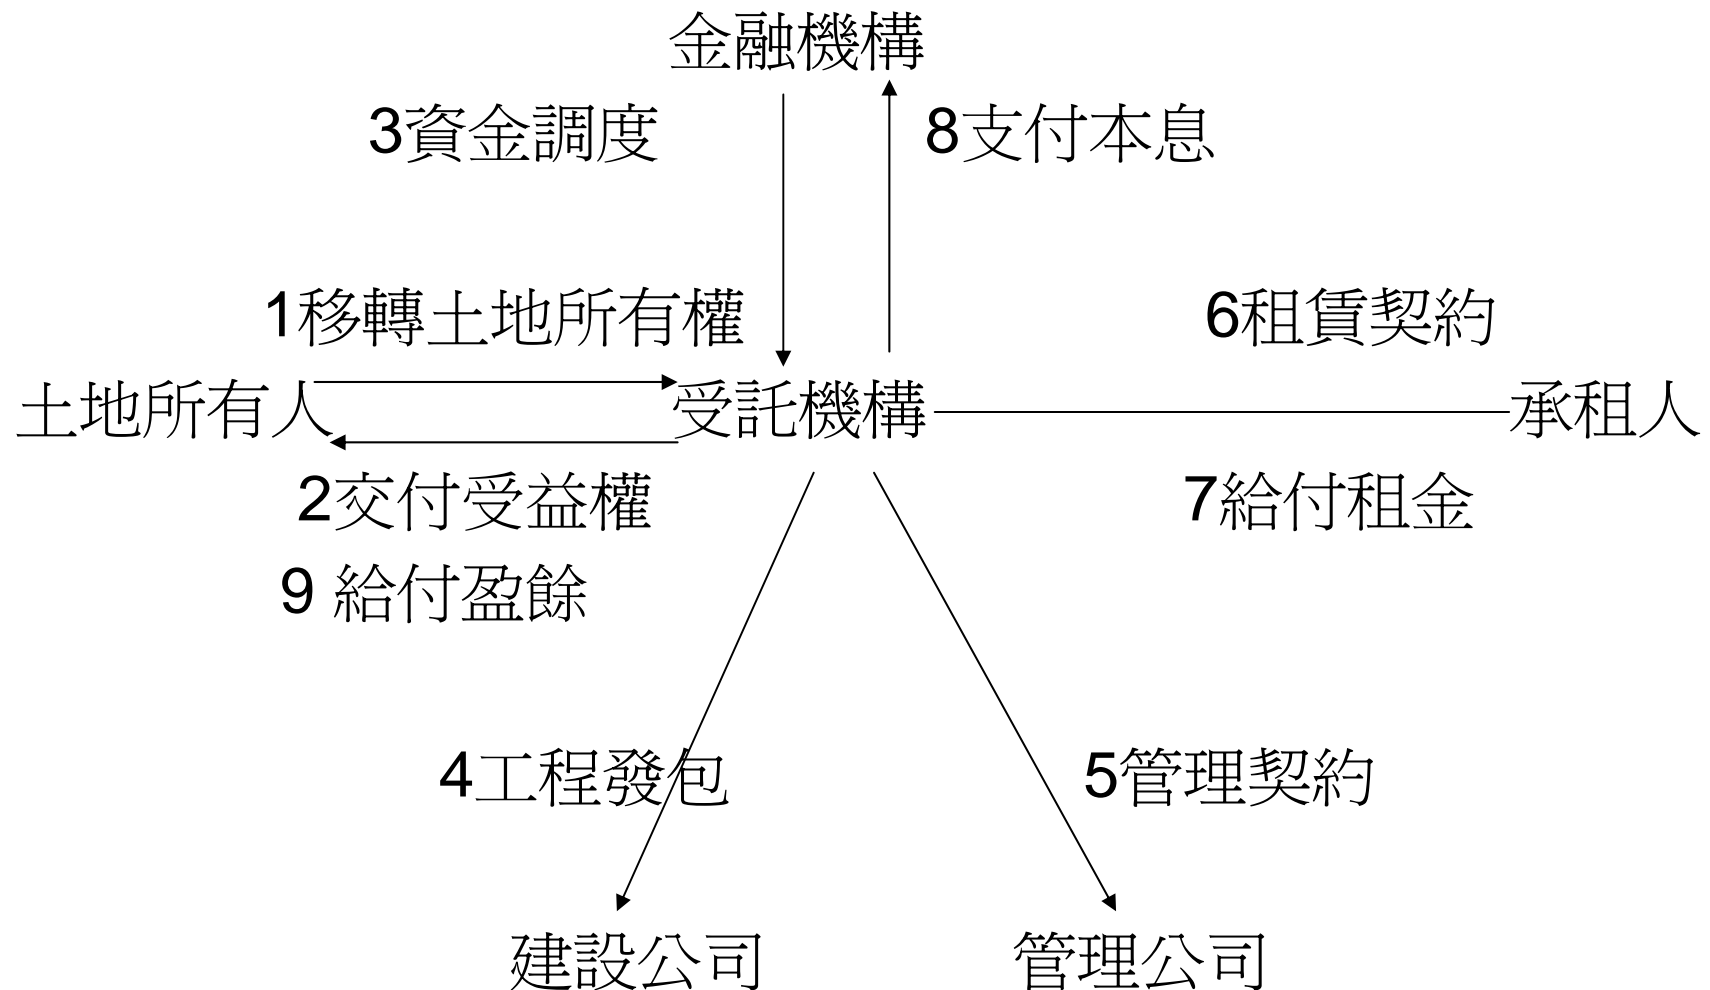 金融機構
3資金調度
8支付本息
1移轉土地所有權
6租賃契約
土地所有人
受託機構
承租人
2交付受益權
7給付租金
9 給付盈餘
4工程發包
5管理契約
建設公司
管理公司